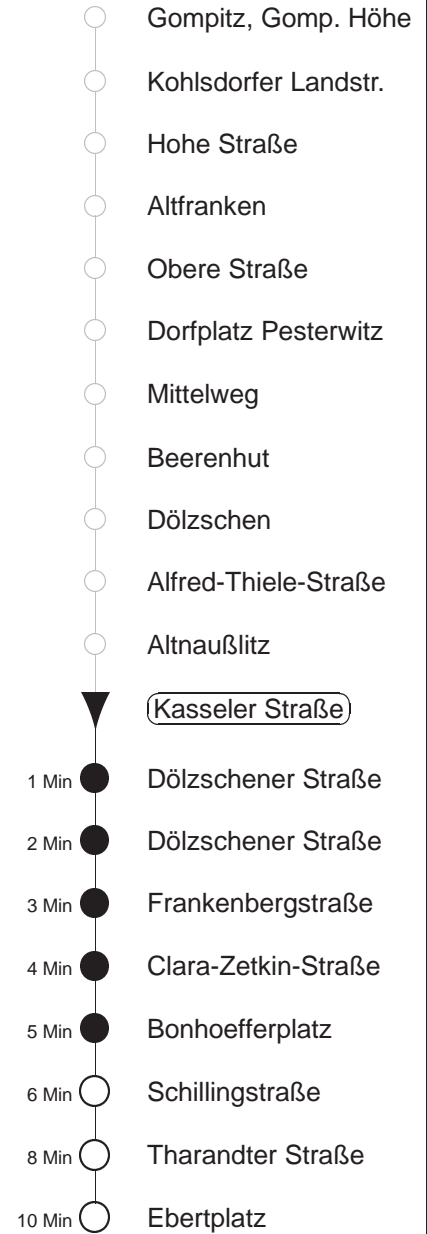 Gompitz, Gomp. Höhe
Kohlsdorfer Landstr.
Hohe Straße
Altfranken
Obere Straße
Dorfplatz Pesterwitz
Mittelweg
Beerenhut
Dölzschen
Alfred-Thiele-Straße
Altnaußlitz
Kasseler Straße
1 Min Dölzschener Straße
2 Min Dölzschener Straße
3 Min Frankenbergstraße
4 Min Clara-Zetkin-Straße
5 Min Bonhoefferplatz
6 Min Schillingstraße
8 Min Tharandter Straße
10 Min Ebertplatz